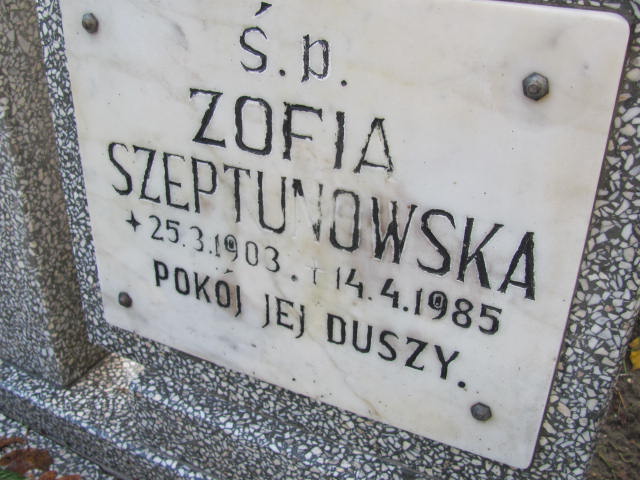 Ś.p.
ZOFIA
SZEPTUNOWSKA
*25.3.1903. †14.4.1985
POKÓJ JEJ DUSZY.